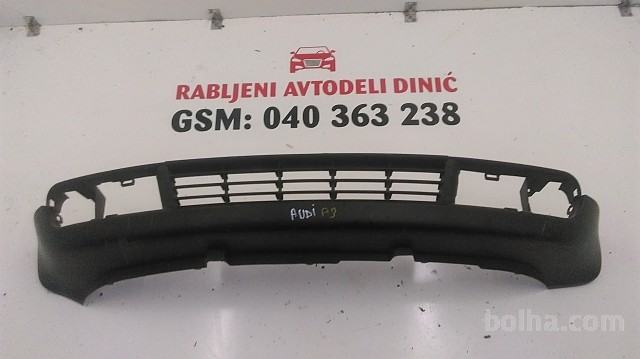 RABLJENI AVTODELI DINIĆ
GSM: 040 363 238
AUDI A3
bolha.com